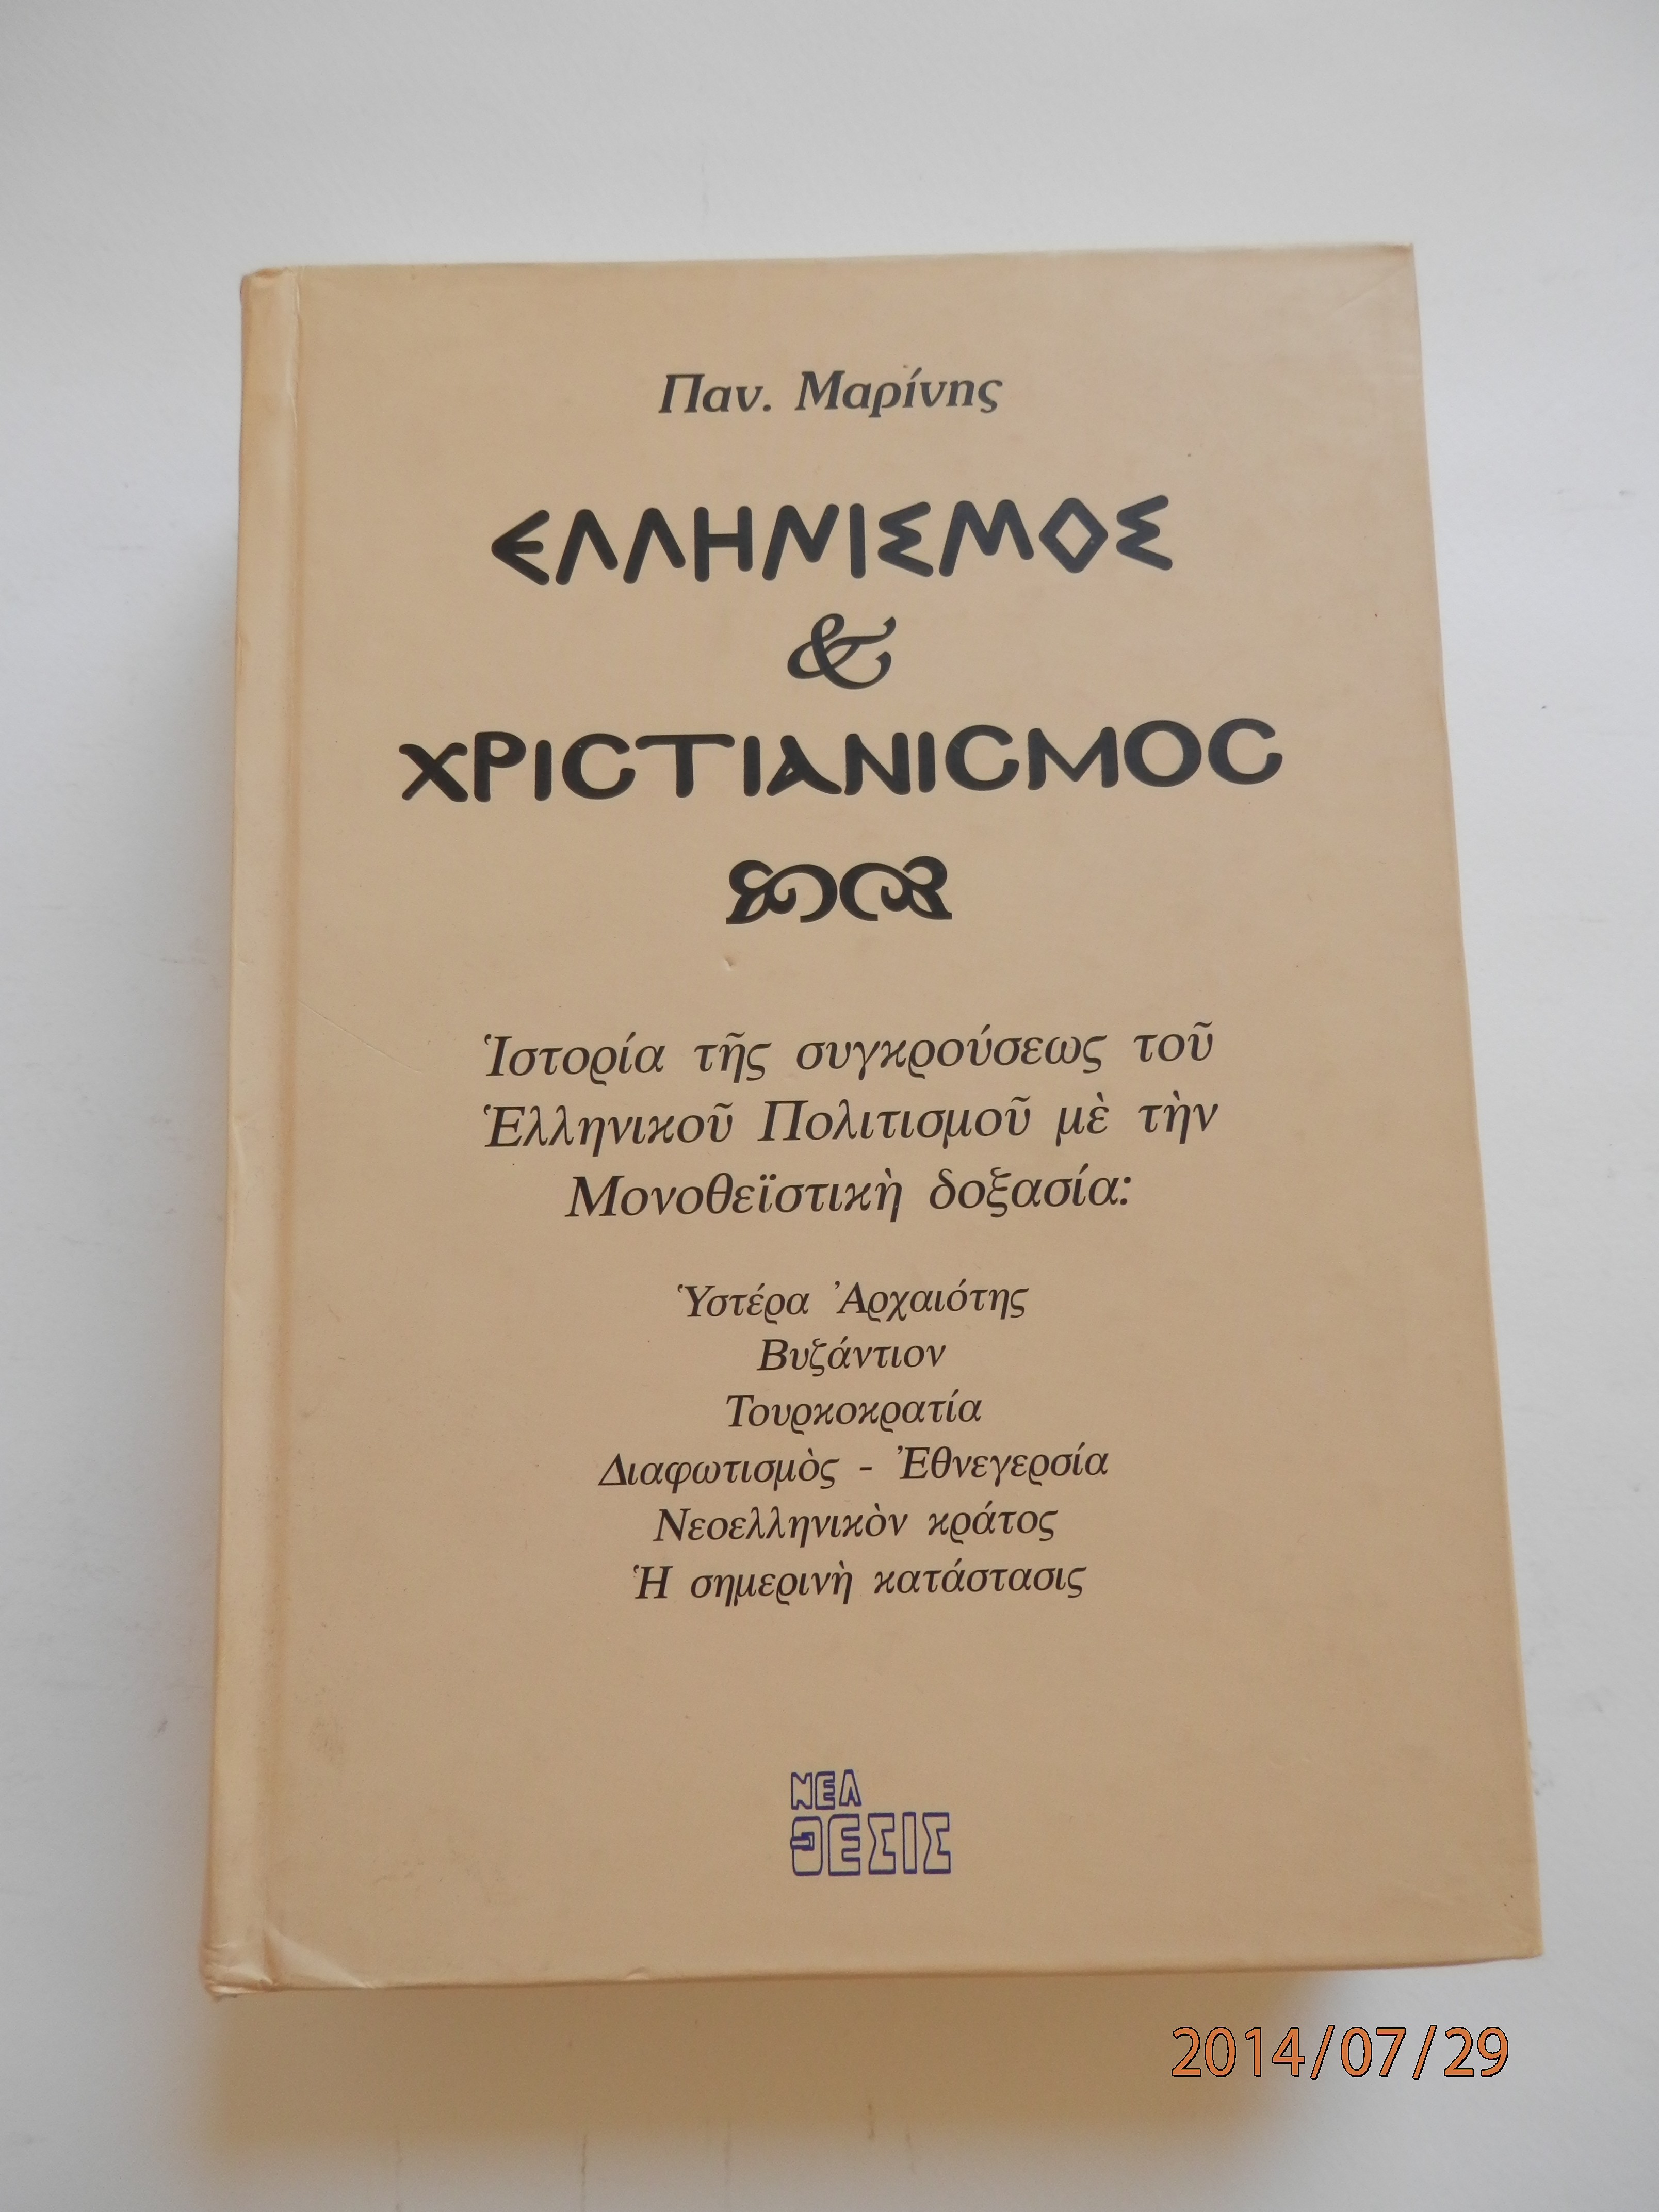 Παν. Μαρίνης
ΕΛΛΗΝΙΣΜΟΣ
&
ΧΡΙCΤΙΑΝΙCΜΟC
Ἱστορία τῆς συγκρούσεως τοῦ
Ἑλληνικοῦ Πολιτισμοῦ μὲ τὴν
Μονοθεϊστικὴ δοξασία:
Ὑστέρα Ἀρχαιότης
Βυζάντιον
Τουρκοκρατία
Διαφωτισμὸς - Ἐθνεγερσία
Νεοελληνικὸν κράτος
Ἡ σημερινὴ κατάστασις
ΝΕΑ
ΘΕΣΙΣ
2014/07/29